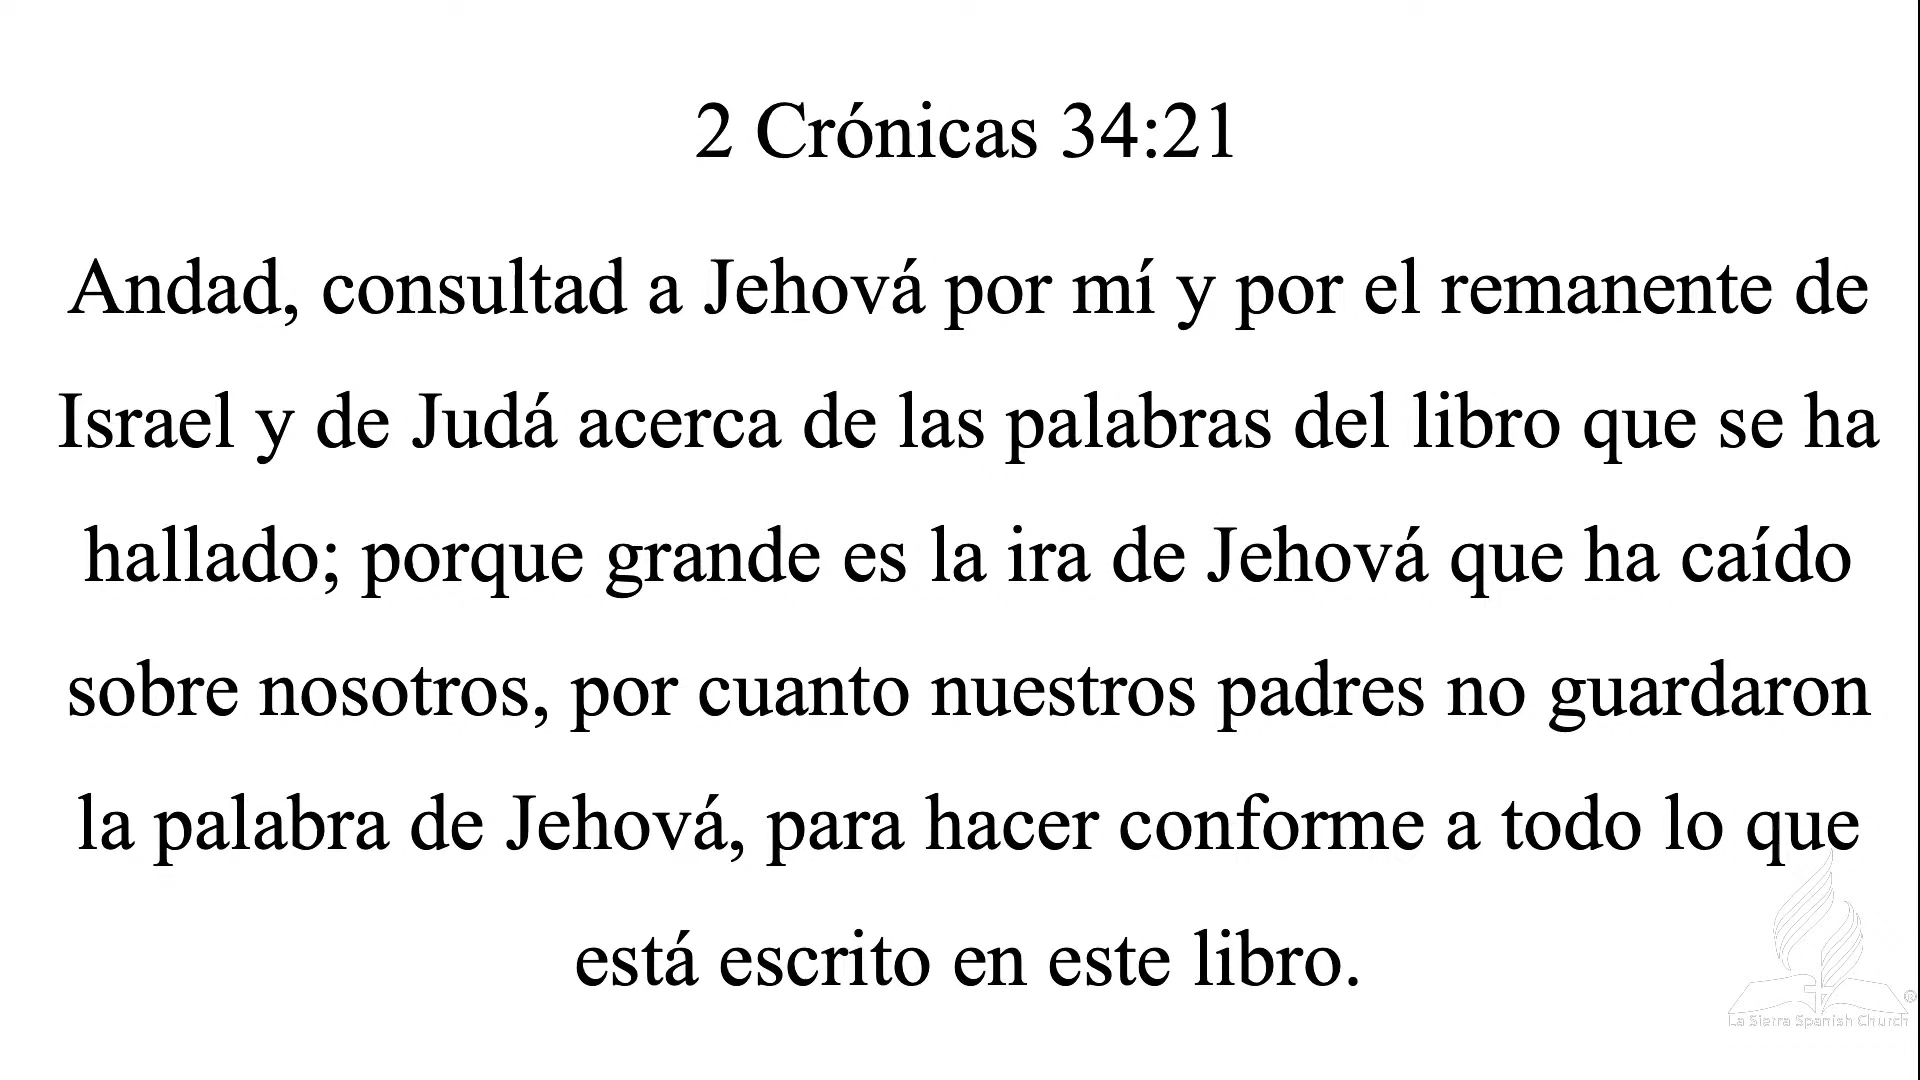 2 Crónicas 34:21
Andad, consultad a Jehová por mí y por el remanente de
Israel y de Judá acerca de las palabras del libro que se ha
hallado; porque grande es la ira de Jehová que ha caído
sobre nosotros, por cuanto nuestros padres no guardaron
la palabra de Jehová, para hacer conforme a todo lo que
está escrito en este libro.
®
La Sierra Spanish Church